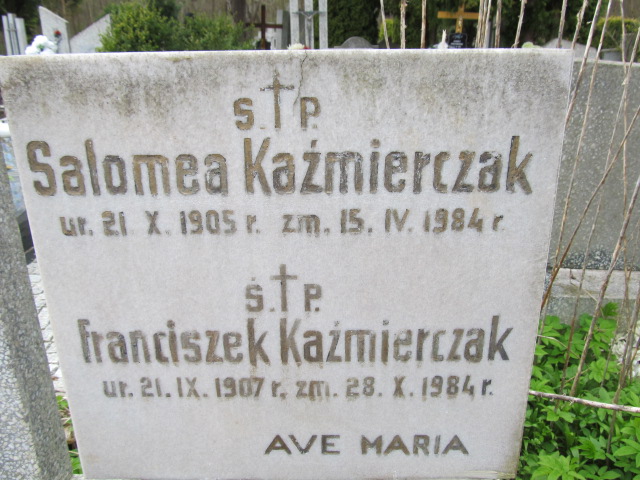 Ś.†P.
Salomea Kaźmierczak
ur. 21. X. 1905 r. zm. 15. IV. 1984 r.
Ś.†P.
Franciszek Kaźmierczak
ur. 21. IX. 1907 r. zm. 28. X. 1984 r.
AVE MARIA